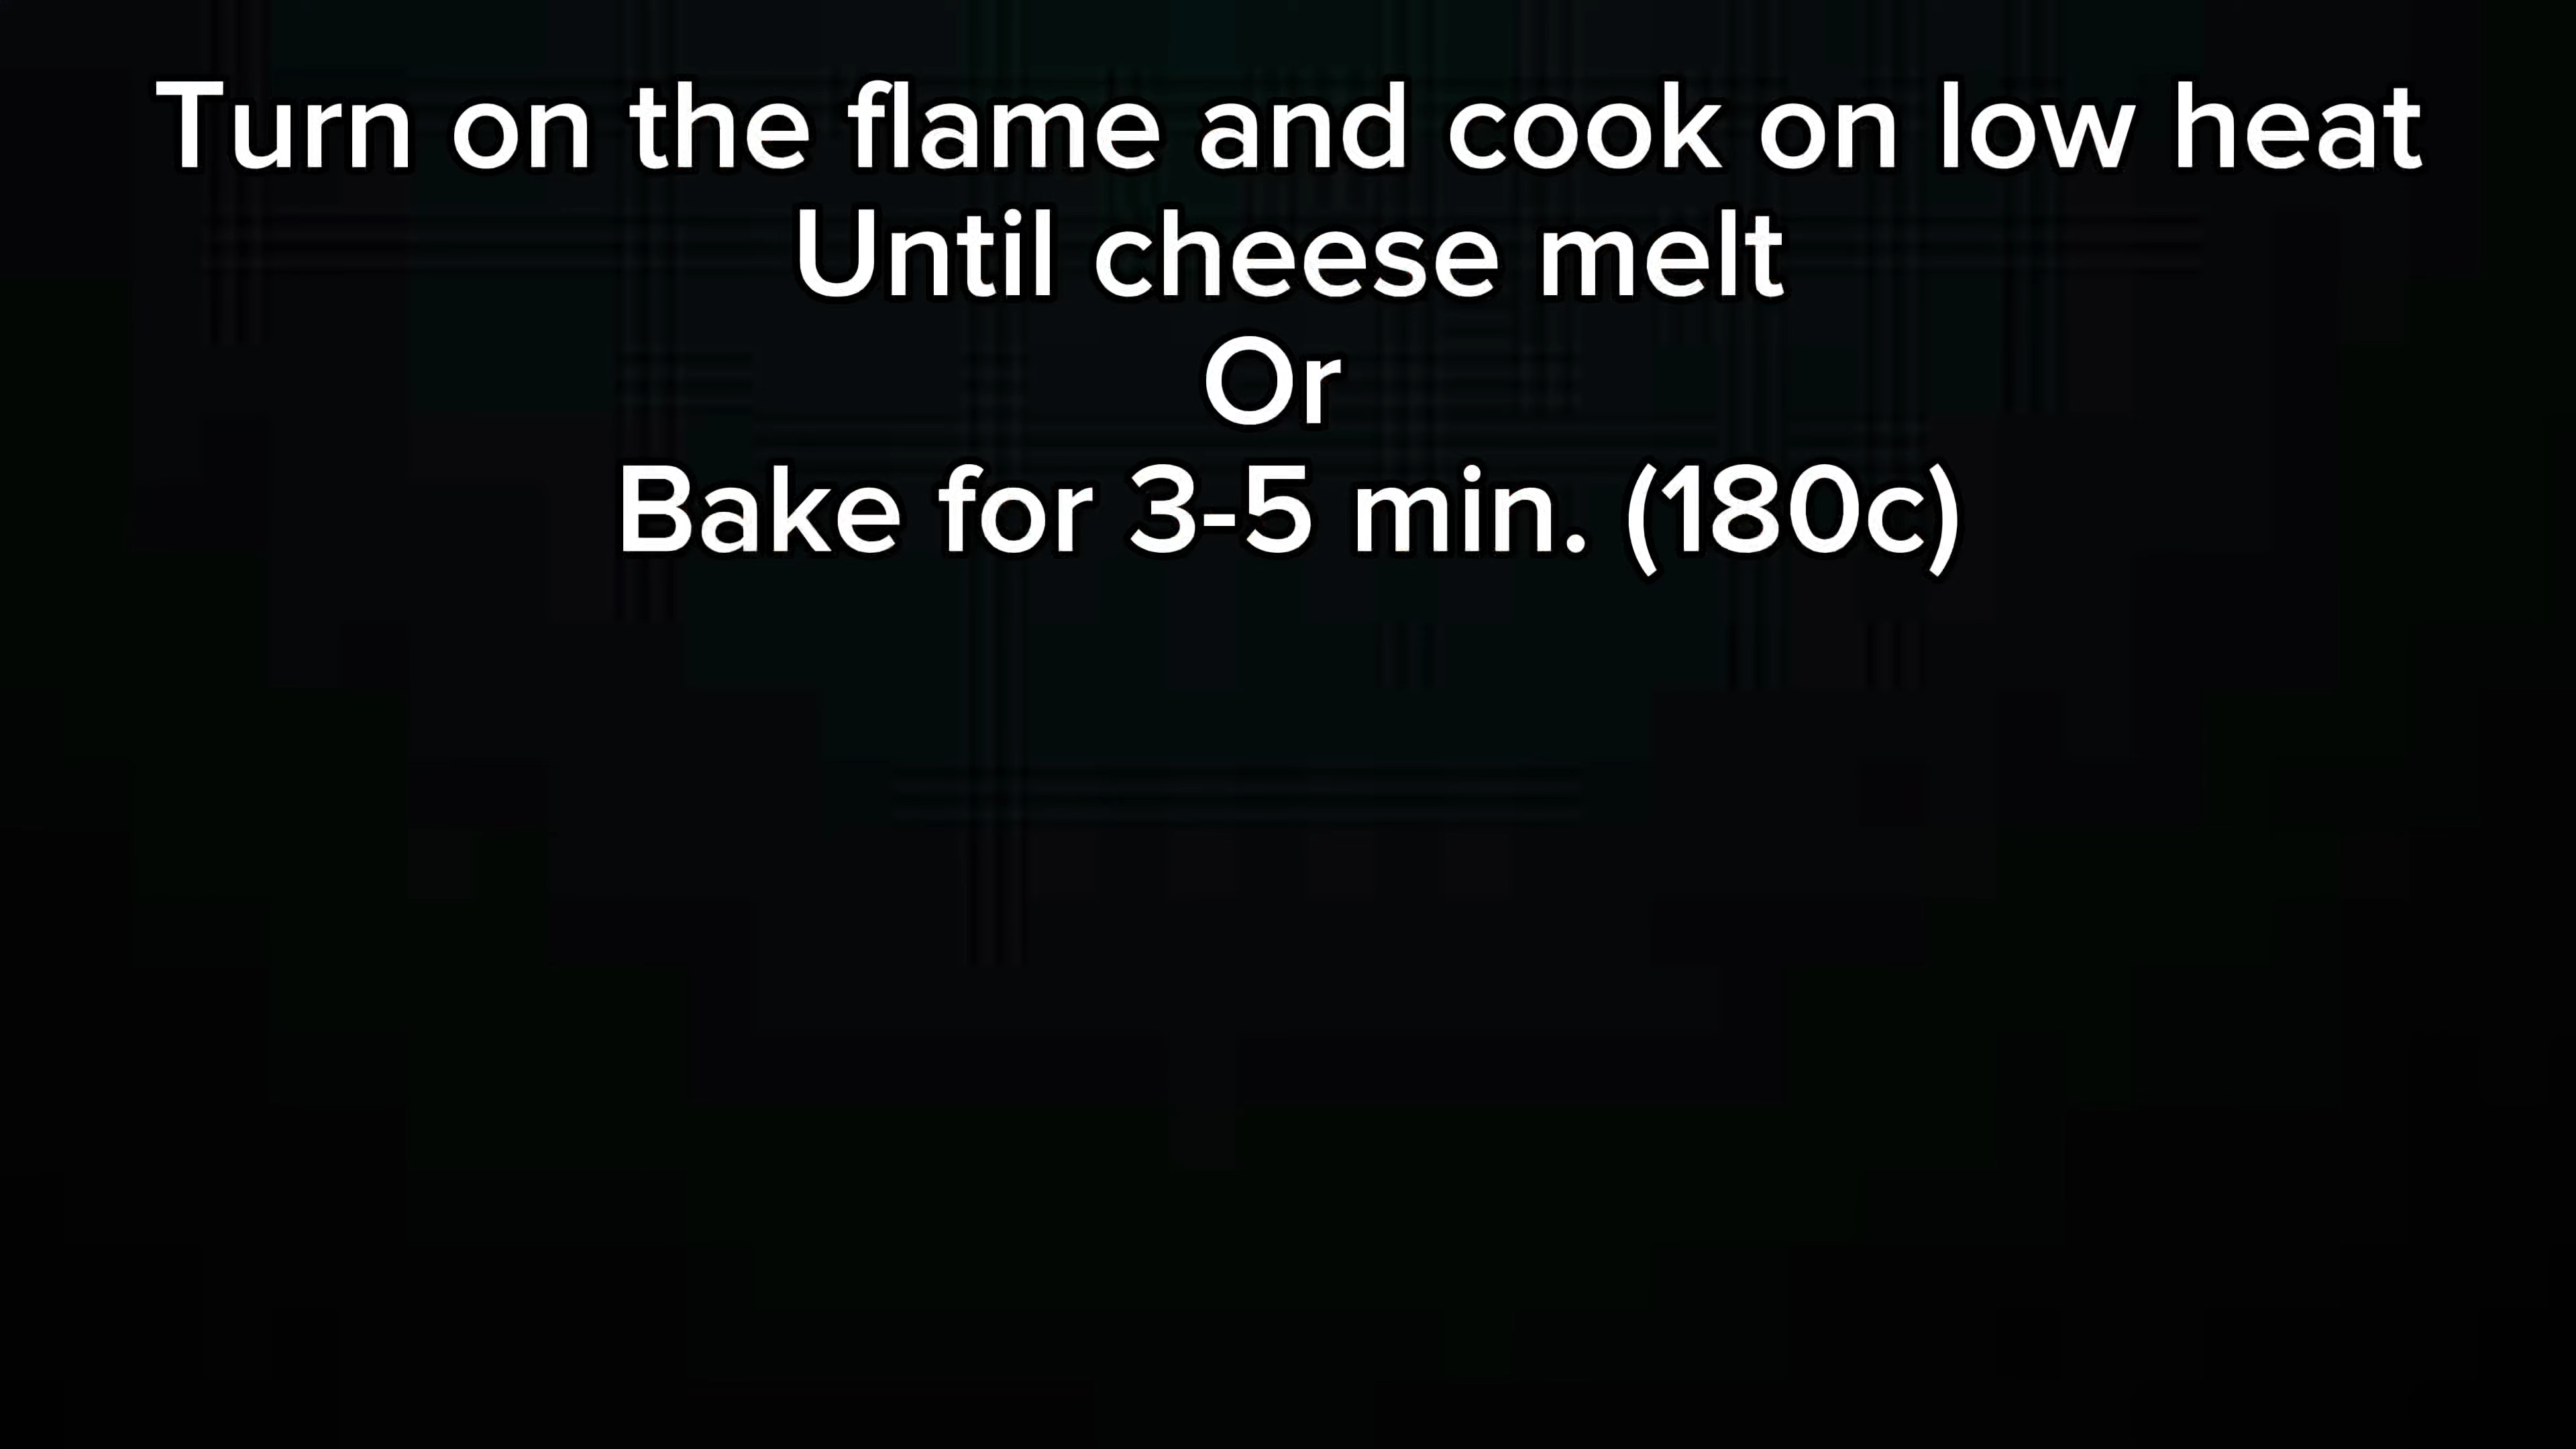 Turn on the flame and cook on low heat
Until cheese melt
Or
Bake for 3-5 min. (180c)